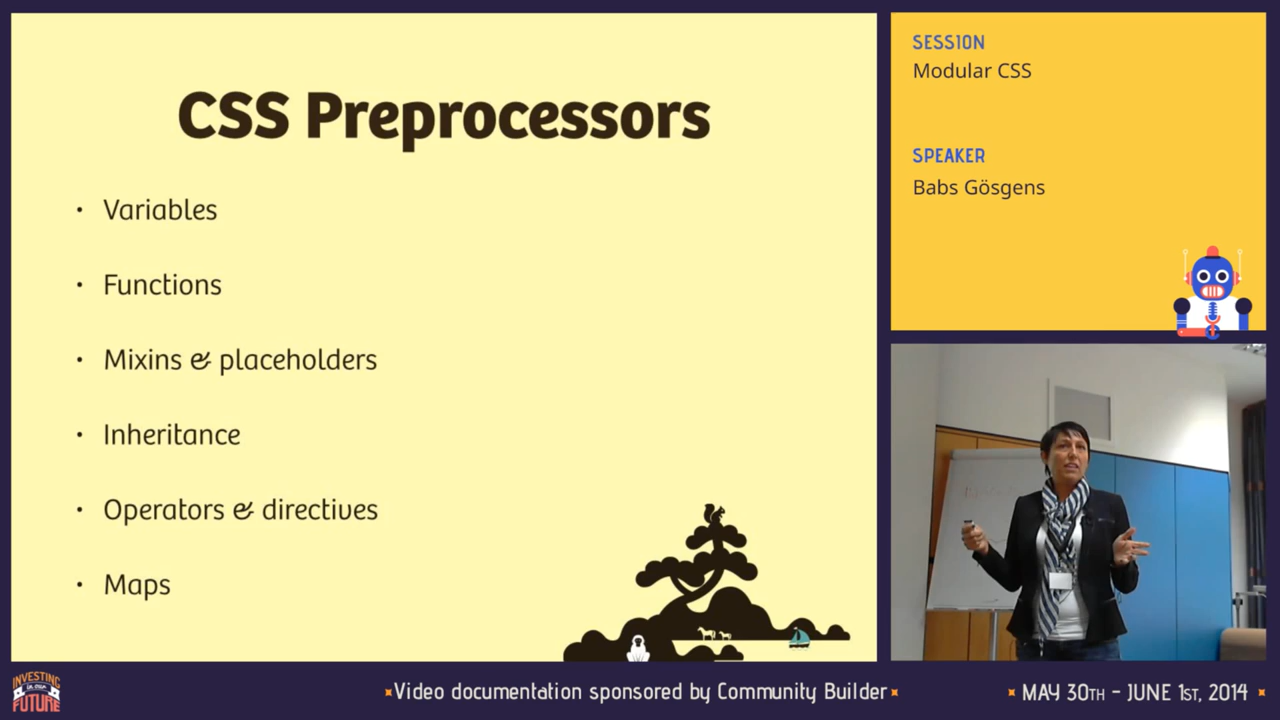 CSS Preprocessors
• Variables
• Functions
• Mixins & placeholders
• Inheritance
• Operators & directives
• Maps
SESSION
Modular CSS
SPEAKER
Babs Gösgens
INVESTING
IN OUR
FUTURE
Video documentation sponsored by Community Builder
MAY 30TH - JUNE 1ST, 2014